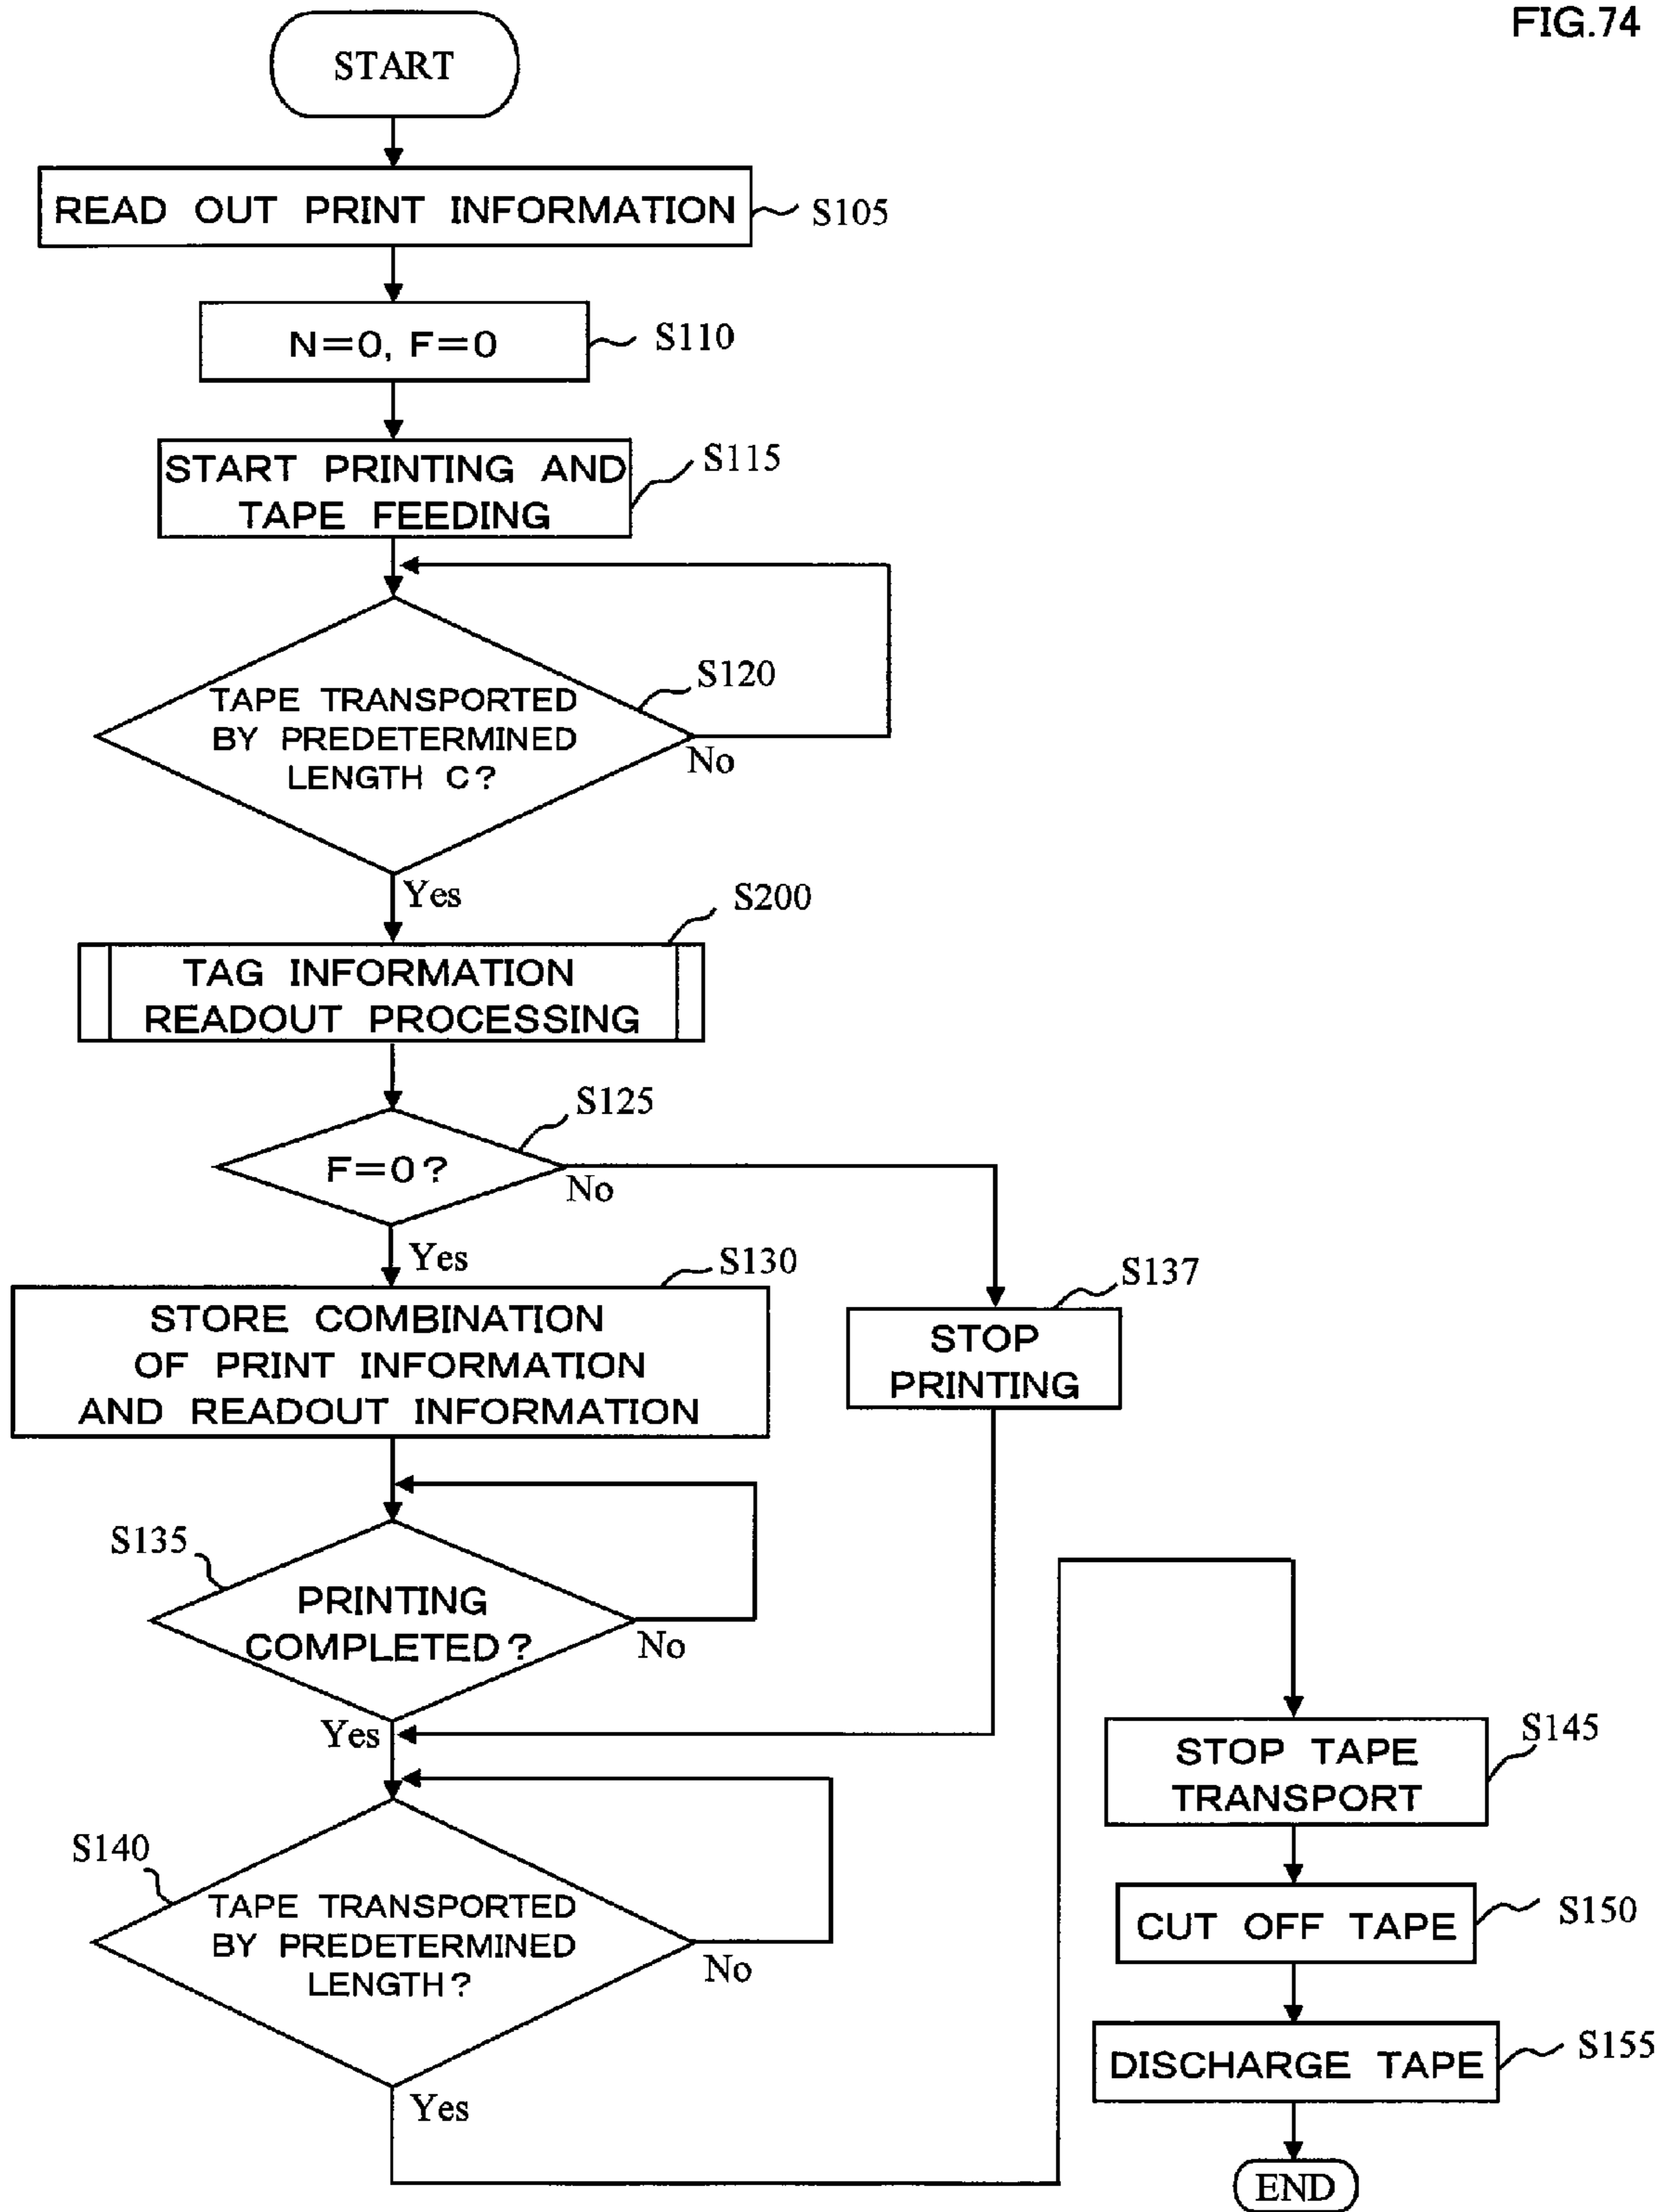 FIG.74
START
READ OUT PRINT INFORMATION
S105
N=0, F=0
S110
START PRINTING AND
TAPE FEEDING
S115
S120
TAPE TRANSPORTED
BY PREDETERMINED
LENGTH C?
No
Yes
S200
TAG INFORMATION
READOUT PROCESSING
S125
F=0?
No
Yes
S130
STORE COMBINATION
OF PRINT INFORMATION
AND READOUT INFORMATION
S137
STOP
PRINTING
S135
PRINTING
COMPLETED?
No
Yes
S140
TAPE TRANSPORTED
BY PREDETERMINED
LENGTH?
No
Yes
STOP TAPE
TRANSPORT
S145
CUT OFF TAPE
S150
DISCHARGE TAPE
S155
END